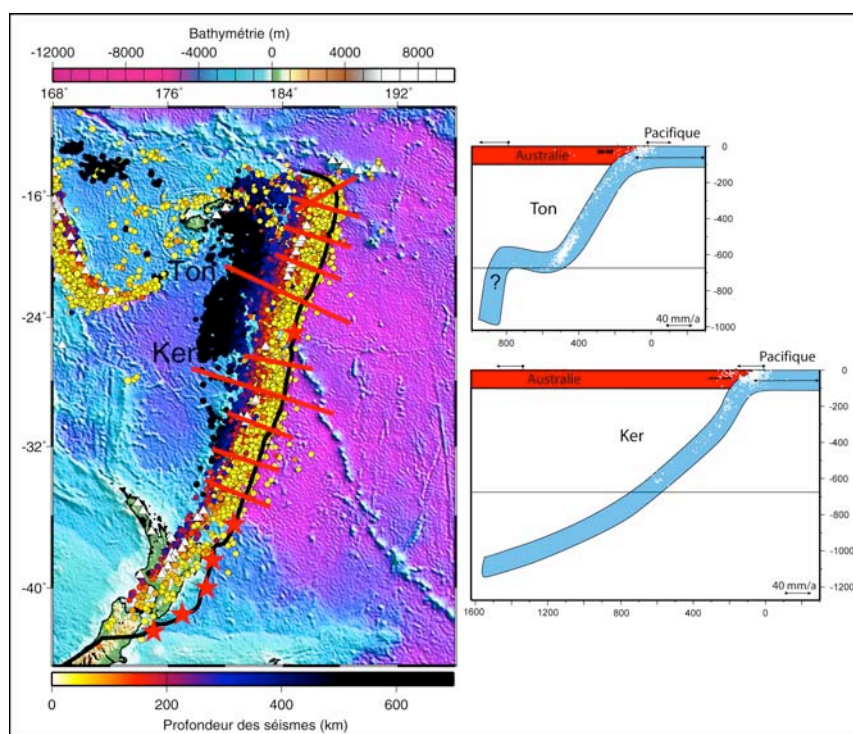 Bathymétrie (m)
-12000 -8000 -4000 0 4000 8000
168° 176° 184° 192°
-16°
-24°
-32°
-40°
Ton
Ker
0 200 400 600
Profondeur des séismes (km)
Pacifique
Australie
Ton
?
0
-200
-400
-600
-800
-1000
40 mm/a
800 400 0
Pacifique
Australie
Ker
0
-200
-400
-600
-800
-1000
-1200
40 mm/a
1600 1200 800 400 0